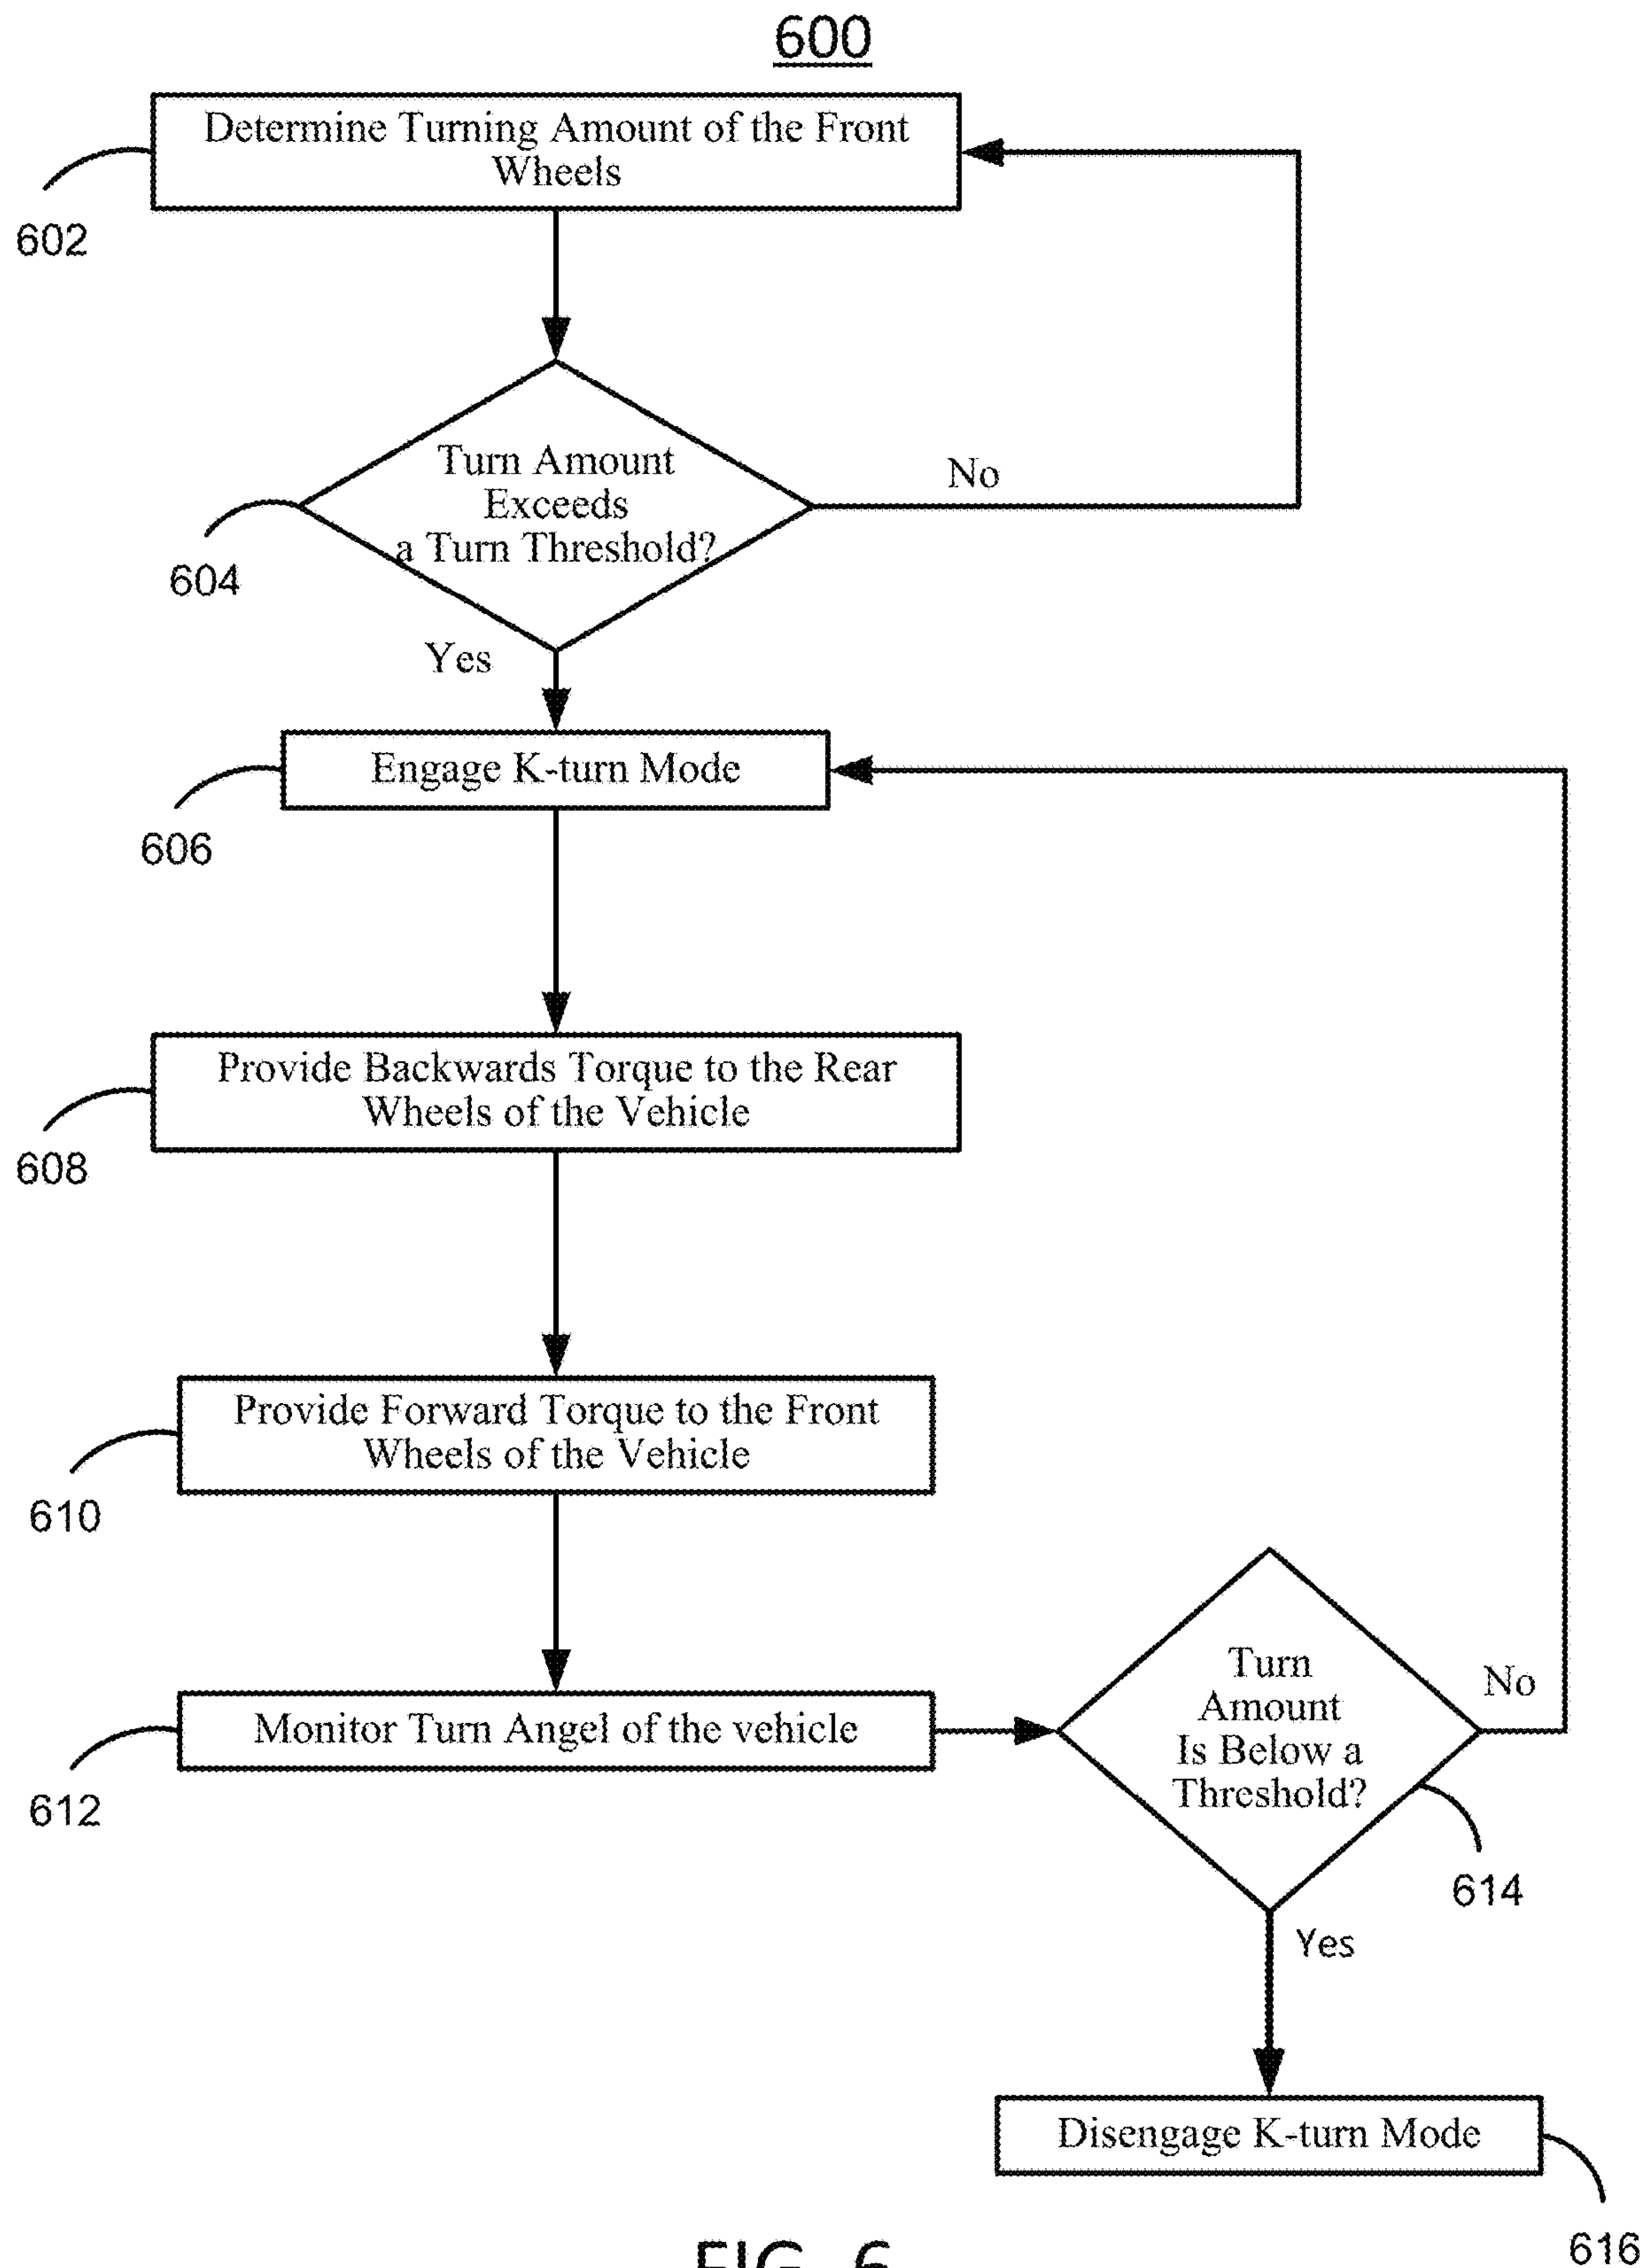 600
Determine Turning Amount of the Front
Wheels
602
Turn Amount
Exceeds
a Turn Threshold?
No
604
Yes
Engage K-turn Mode
606
Provide Backwards Torque to the Rear
Wheels of the Vehicle
608
Provide Forward Torque to the Front
Wheels of the Vehicle
610
Monitor Turn Angel of the vehicle
612
Turn
Amount
Is Below a
Threshold?
No
614
Yes
Disengage K-turn Mode
616
FIG. 6